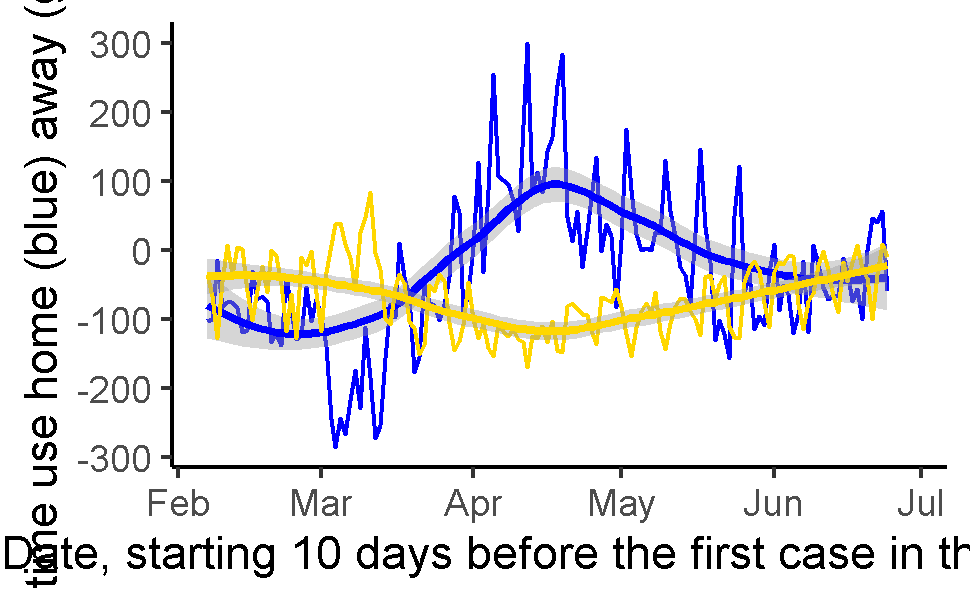 time use home (blue) away (
300
200
100
0
-100
-200
-300
Feb Mar Apr May Jun Jul
Date, starting 10 days before the first case in th